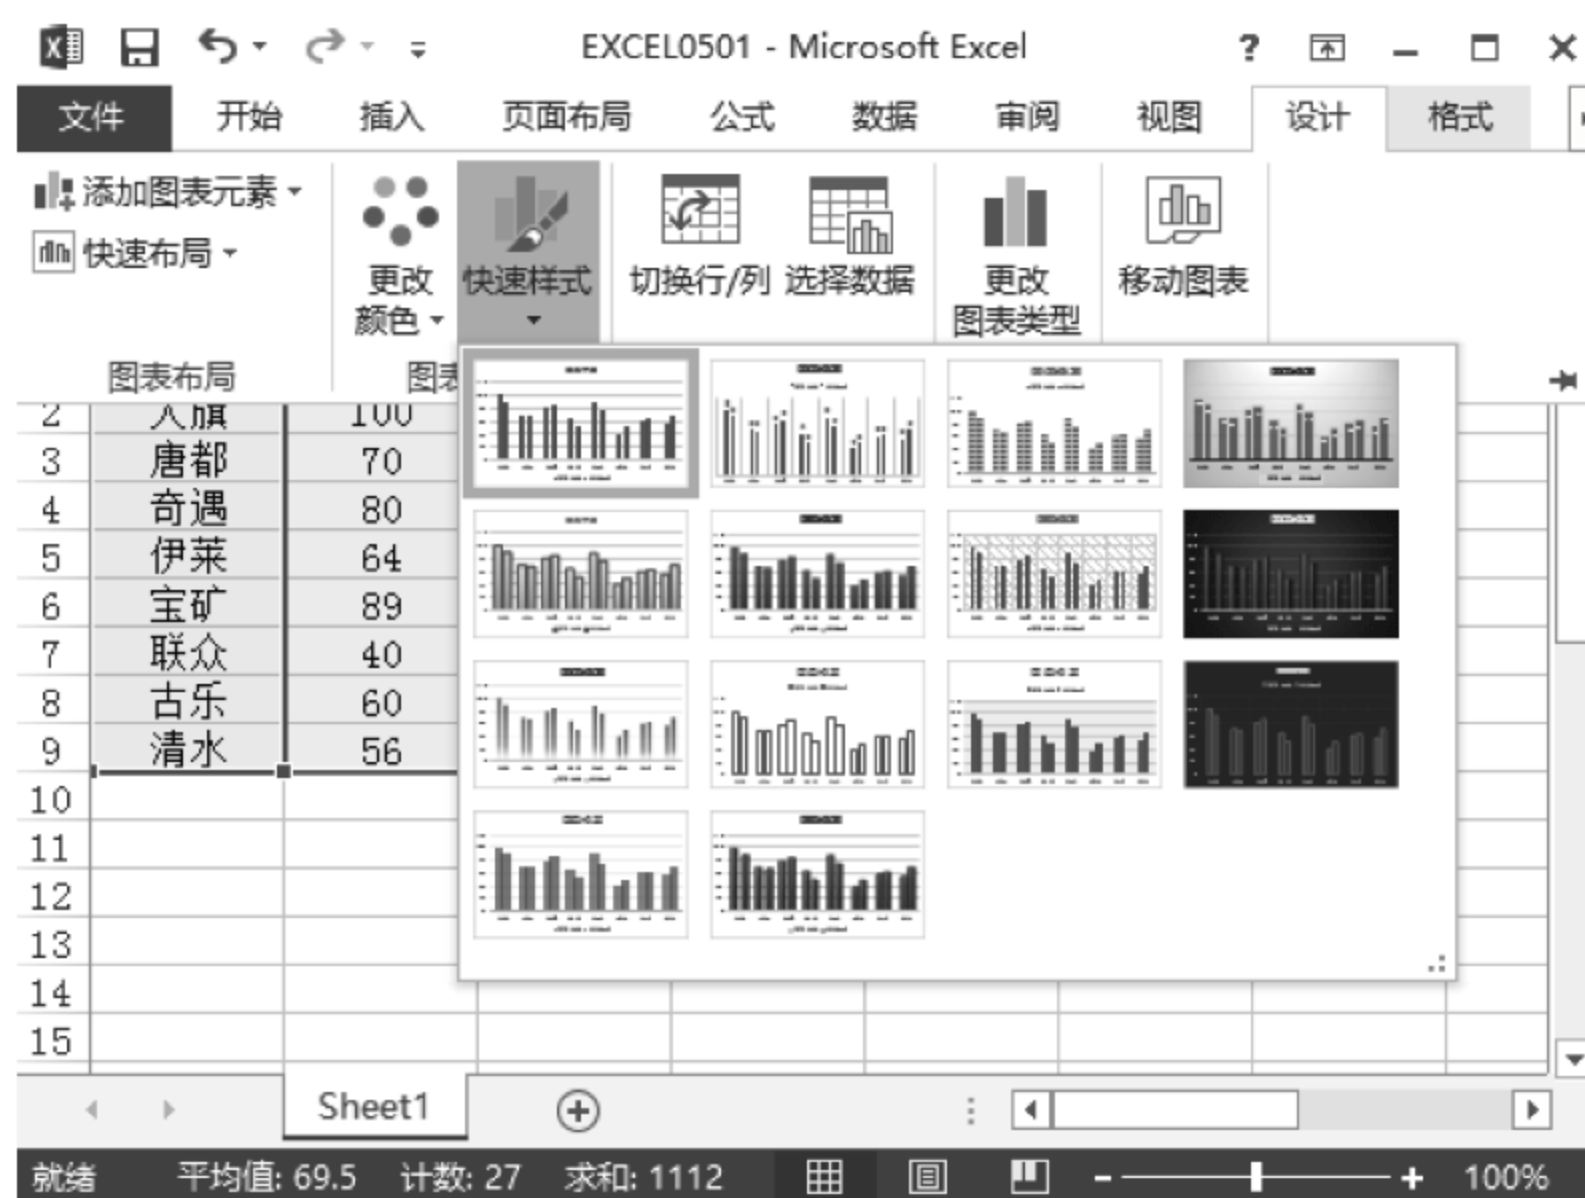 EXCEL0501 - Microsoft Excel
?
文件 开始 插入 页面布局 公式 数据 审阅 视图 设计 格式
添加图表元素
快速布局
更改
颜色
快速样式
切换行/列
选择数据
更改
图表类型
移动图表
图表布局
图表
2 大旗 100
3 唐都 70
4 奇遇 80
5 伊莱 64
6 宝矿 89
7 联众 40
8 古乐 60
9 清水 56
10
11
12
13
14
15
Sheet1
就绪 平均值: 69.5 计数: 27 求和: 1112 100%